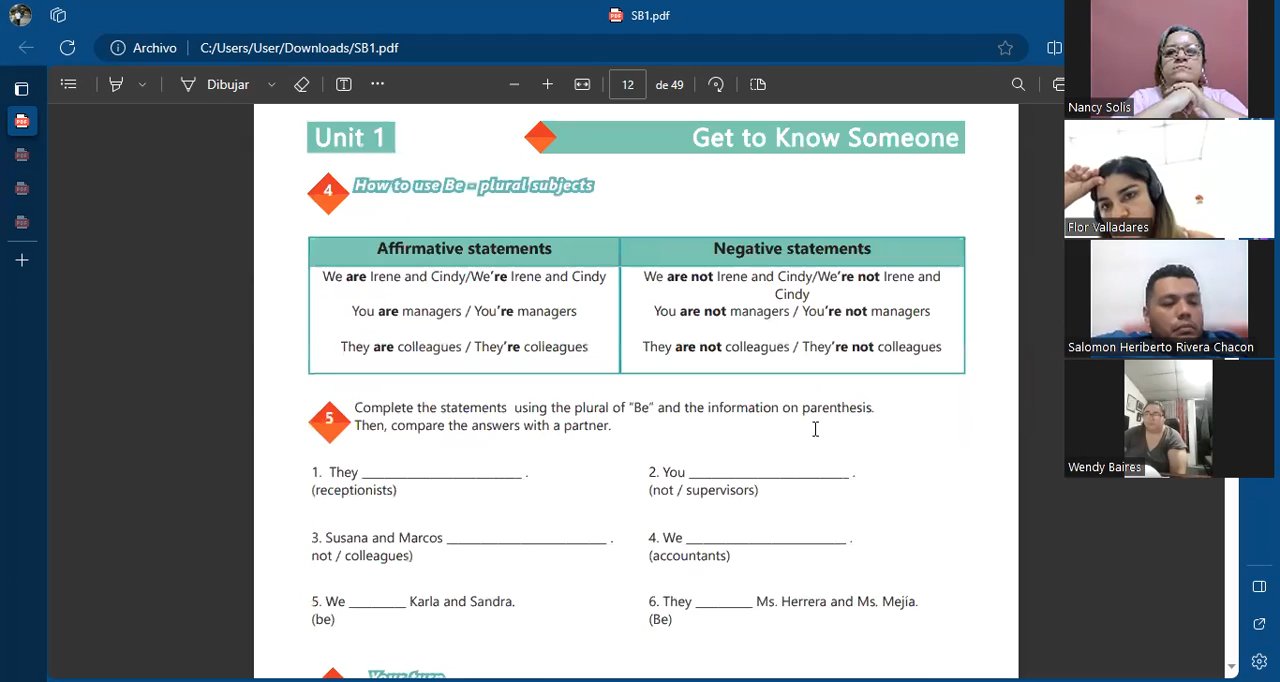 SB1.pdf
Archivo
C:/Users/User/Downloads/SB1.pdf
Dibujar
12
de 49
Unit 1
Get to Know Someone
4
How to use Be - plural subjects
Affirmative statements
Negative statements
We are Irene and Cindy/We're Irene and Cindy
We are not Irene and Cindy/We're not Irene and
Cindy
You are managers / You're managers
You are not managers / You're not managers
They are colleagues / They're colleagues
They are not colleagues / They're not colleagues
5
Complete the statements using the plural of "Be" and the information on parenthesis.
Then, compare the answers with a partner.
1. They ______________________ .
(receptionists)
2. You ______________________ .
(not / supervisors)
3. Susana and Marcos ______________________ .
not / colleagues)
4. We ______________________ .
(accountants)
5. We ________ Karla and Sandra.
(be)
6. They ________ Ms. Herrera and Ms. Mejía.
(Be)
Your turn
Nancy Solis
Flor Valladares
Salomon Heriberto Rivera Chacon
Wendy Baires